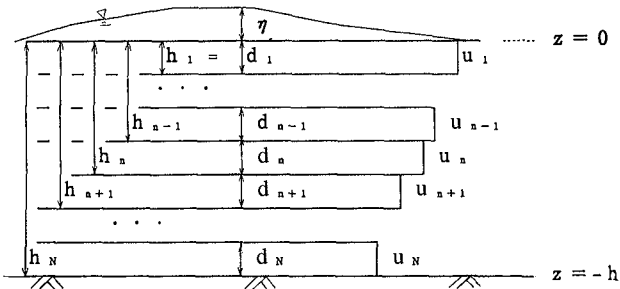 η
z = 0
h 1 = d 1 u 1
. . .
h n-1 d n-1 u n-1
h n d n u n
h n+1 d n+1 u n+1
. . .
h N d N u N
z = -h